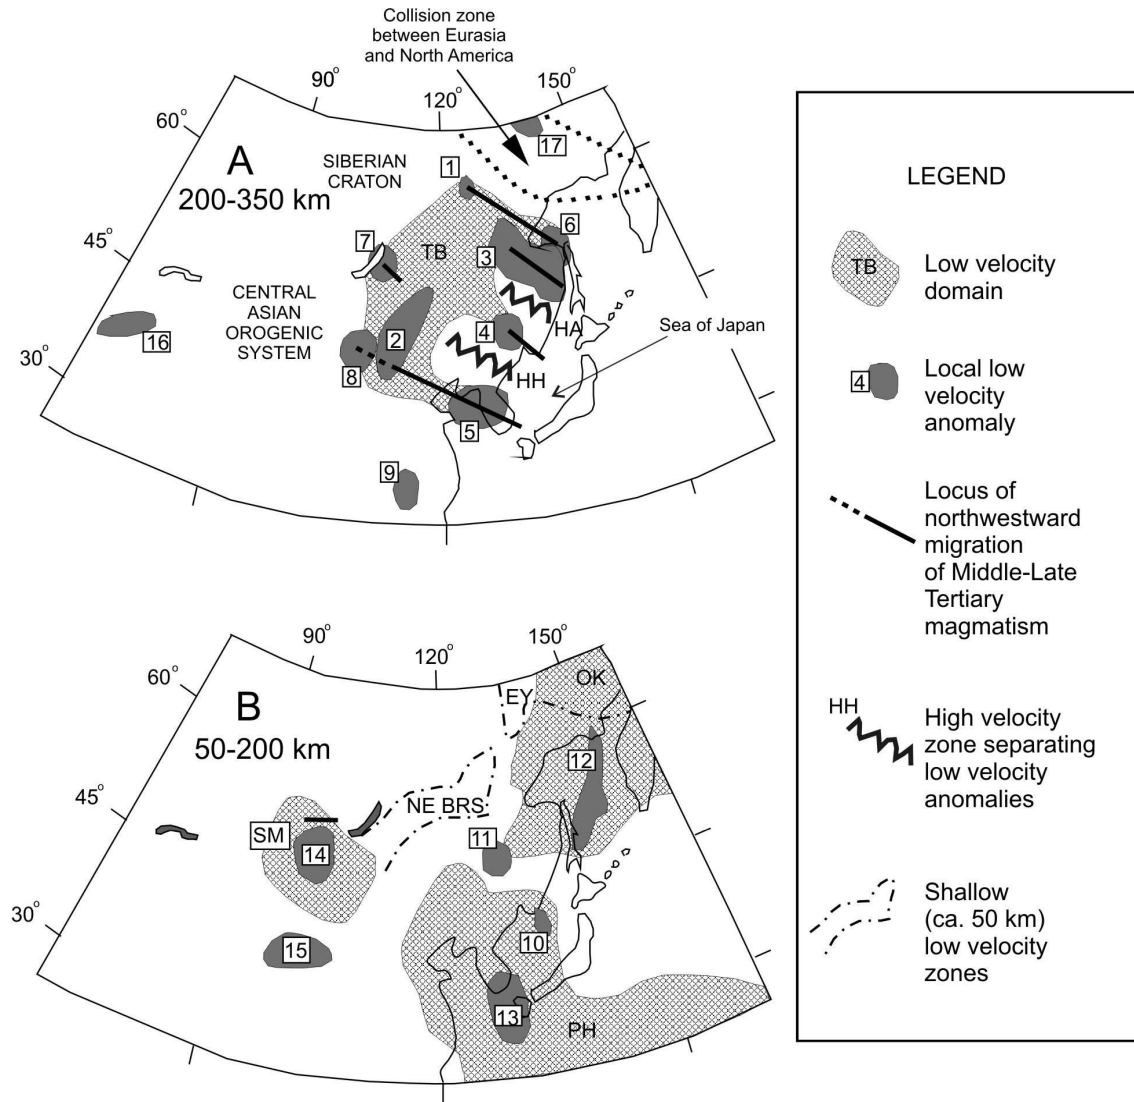 Collision zone
between Eurasia
and North America
90°
120°
150°
60°
45°
30°
A
200-350 km
SIBERIAN
CRATON
CENTRAL
ASIAN
OROGENIC
SYSTEM
TB
HA
HH
Sea of Japan
1
17
6
7
3
4
2
16
8
5
9
90°
120°
150°
60°
45°
30°
B
50-200 km
EY
OK
NE BRS
SM
PH
12
11
14
10
15
13
LEGEND
TB
Low velocity
domain
4
Local low
velocity
anomaly
Locus of
northwestward
migration
of Middle-Late
Tertiary
magmatism
HH
High velocity
zone separating
low velocity
anomalies
Shallow
(ca. 50 km)
low velocity
zones